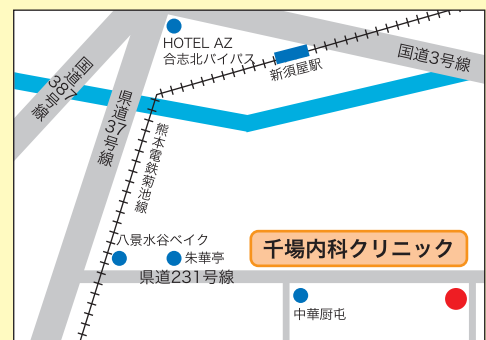 HOTEL AZ
合志北バイパス
新須屋駅
国道3号線
国道387号線
県道37号線
熊本電鉄菊池線
八景水谷ベイク
朱華亭
千場内科クリニック
県道231号線
中華厨屯